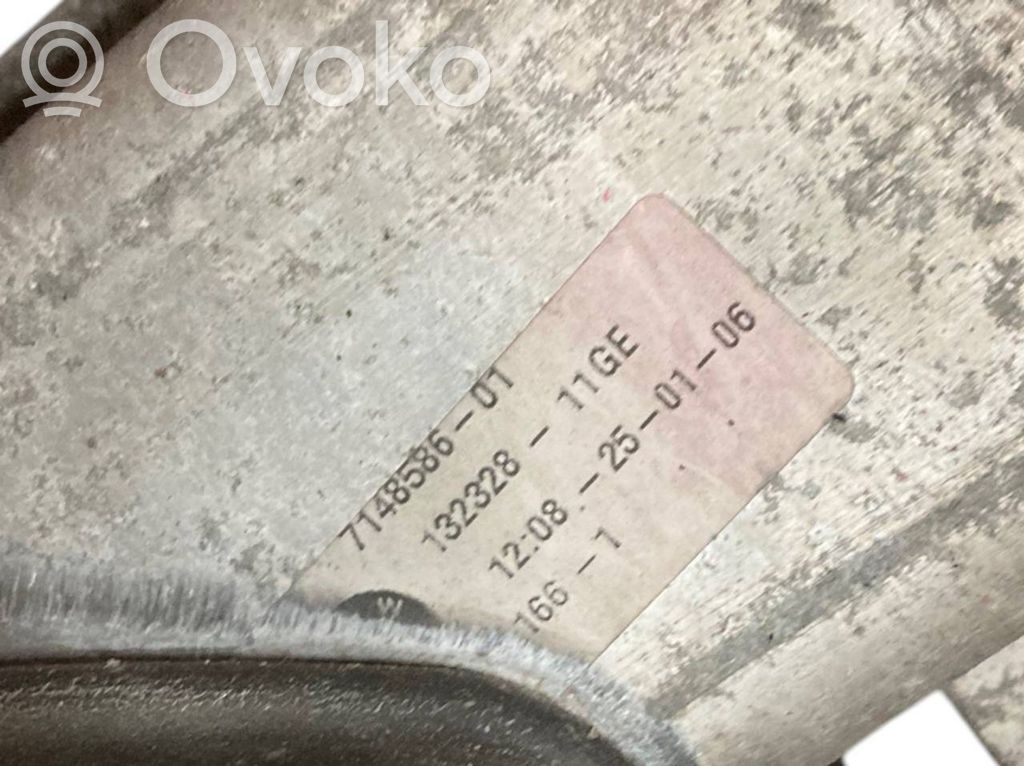 Ovoko
7148586-01
132328 - 11GE
12:08.-25-01-06
166 - 1
W